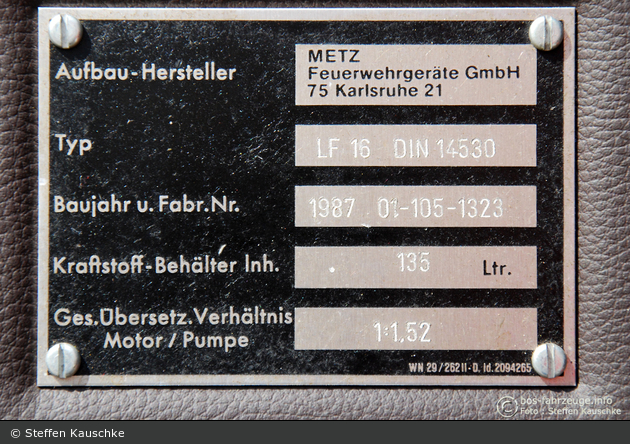 Aufbau-Hersteller
METZ
Feuerwehrgeräte GmbH
75 Karlsruhe 21
Typ
LF 16 DIN 14530
Baujahr u. Fabr.Nr.
1987 01-105-1323
Kraftstoff-Behälter Inh.
135 Ltr.
Ges.Übersetz.Verhältnis
Motor / Pumpe
1:1,52
WN 29/262 II-D. Id. 2094265
© bos-fahrzeuge.info
Foto : Steffen Kauschke
© Steffen Kauschke